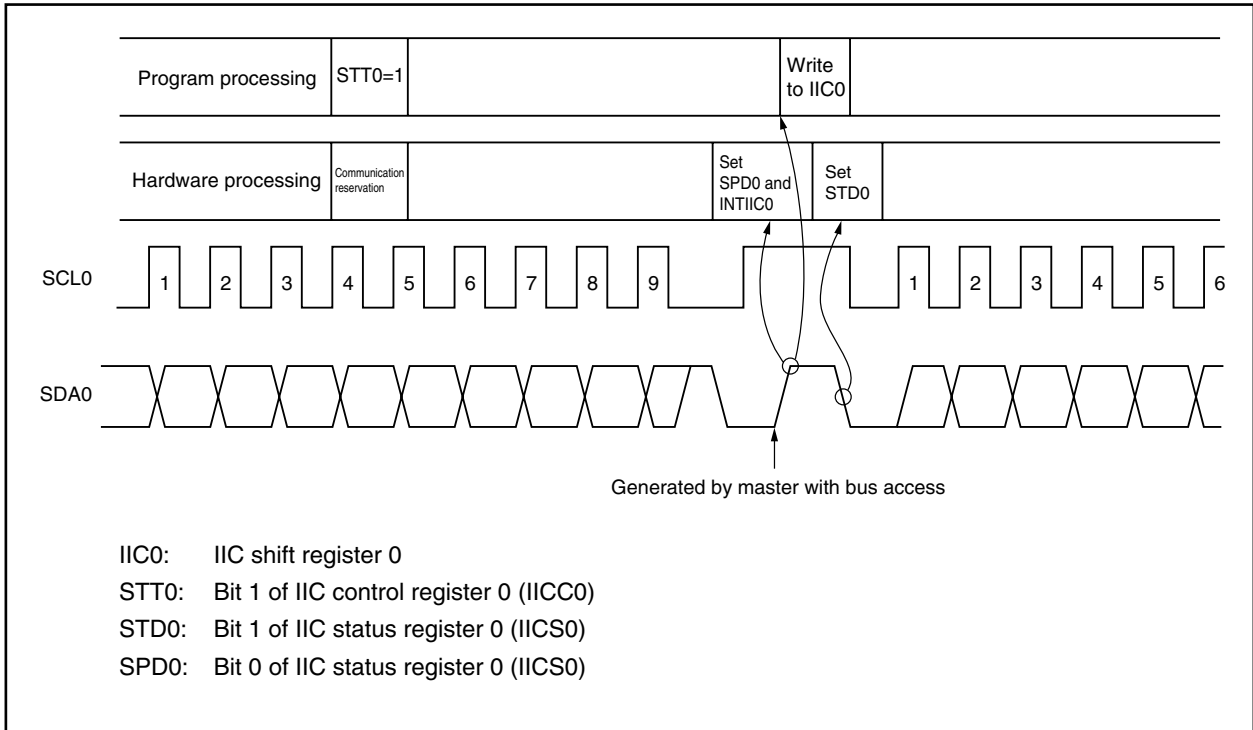 Program processing
STT0=1
Write
to IIC0
Hardware processing
Communication
reservation
Set
SPD0 and
INTIIC0
Set
STD0
SCL0
1 2 3 4 5 6 7 8 9 1 2 3 4 5 6
SDA0
Generated by master with bus access
IIC0: IIC shift register 0
STT0: Bit 1 of IIC control register 0 (IICC0)
STD0: Bit 1 of IIC status register 0 (IICS0)
SPD0: Bit 0 of IIC status register 0 (IICS0)